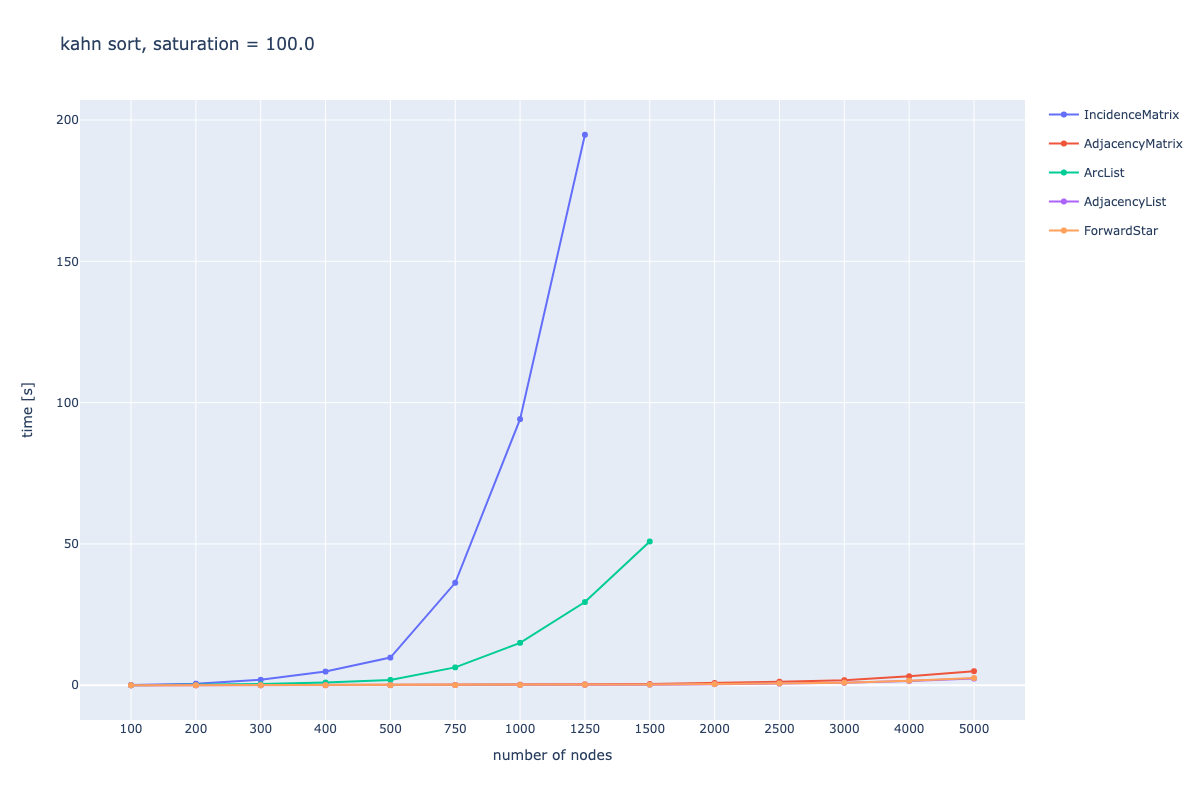 kahn sort, saturation = 100.0
IncidenceMatrix
AdjacencyMatrix
ArcList
AdjacencyList
ForwardStar
time [s]
200
150
100
50
0
100 200 300 400 500 750 1000 1250 1500 2000 2500 3000 4000 5000
number of nodes